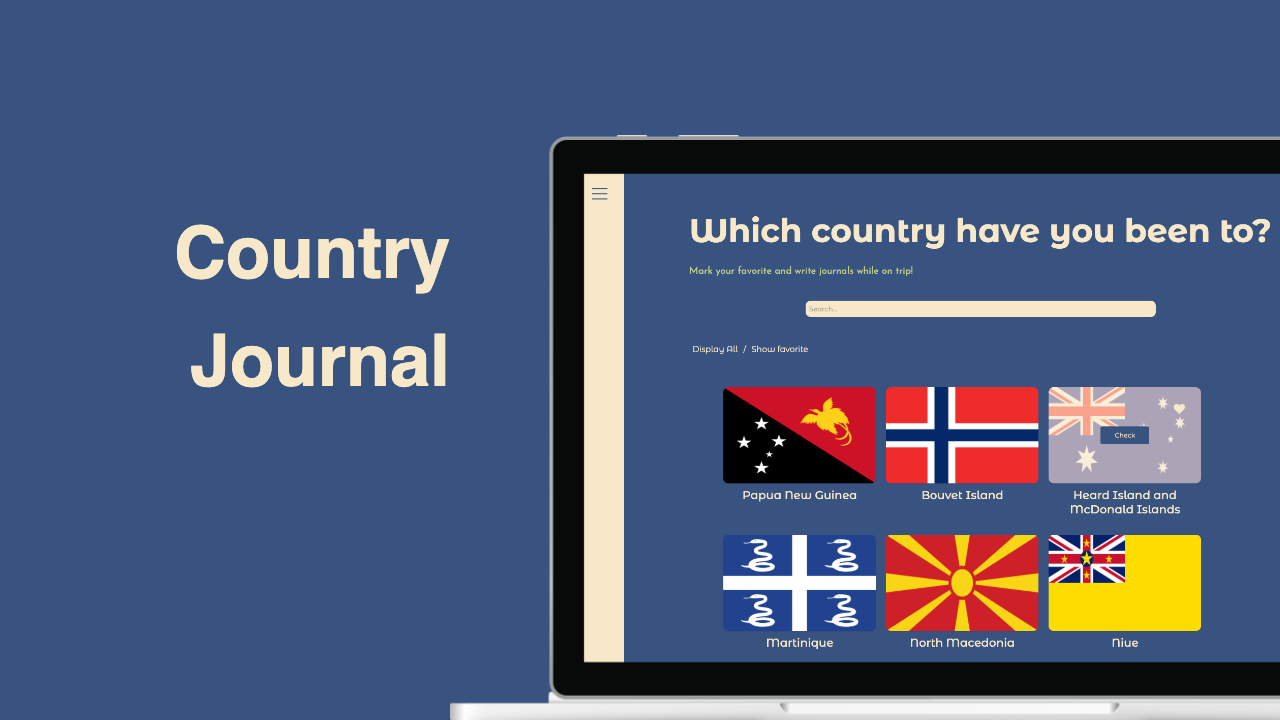 Country
Journal
Which country have you been to?
Mark your favorite and write journals while on trip!
Search...
Display All / Show favorite
Check
Papua New Guinea
Bouvet Island
Heard Island and
McDonald Islands
Martinique
North Macedonia
Niue